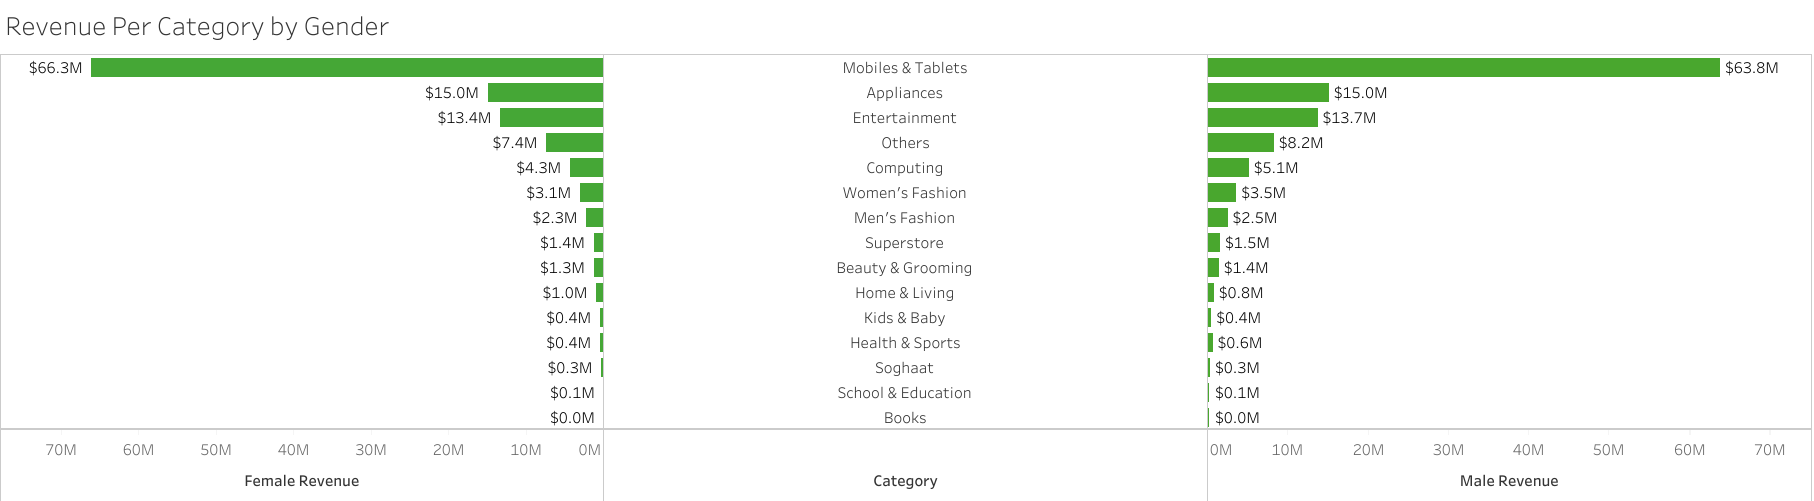 Revenue Per Category by Gender
$66.3M Mobiles & Tablets $63.8M
$15.0M Appliances $15.0M
$13.4M Entertainment $13.7M
$7.4M Others $8.2M
$4.3M Computing $5.1M
$3.1M Women's Fashion $3.5M
$2.3M Men's Fashion $2.5M
$1.4M Superstore $1.5M
$1.3M Beauty & Grooming $1.4M
$1.0M Home & Living $0.8M
$0.4M Kids & Baby $0.4M
$0.4M Health & Sports $0.6M
$0.3M Soghaat $0.3M
$0.1M School & Education $0.1M
$0.0M Books $0.0M
70M 60M 50M 40M 30M 20M 10M 0M 0M 10M 20M 30M 40M 50M 60M 70M
Female Revenue Category Male Revenue